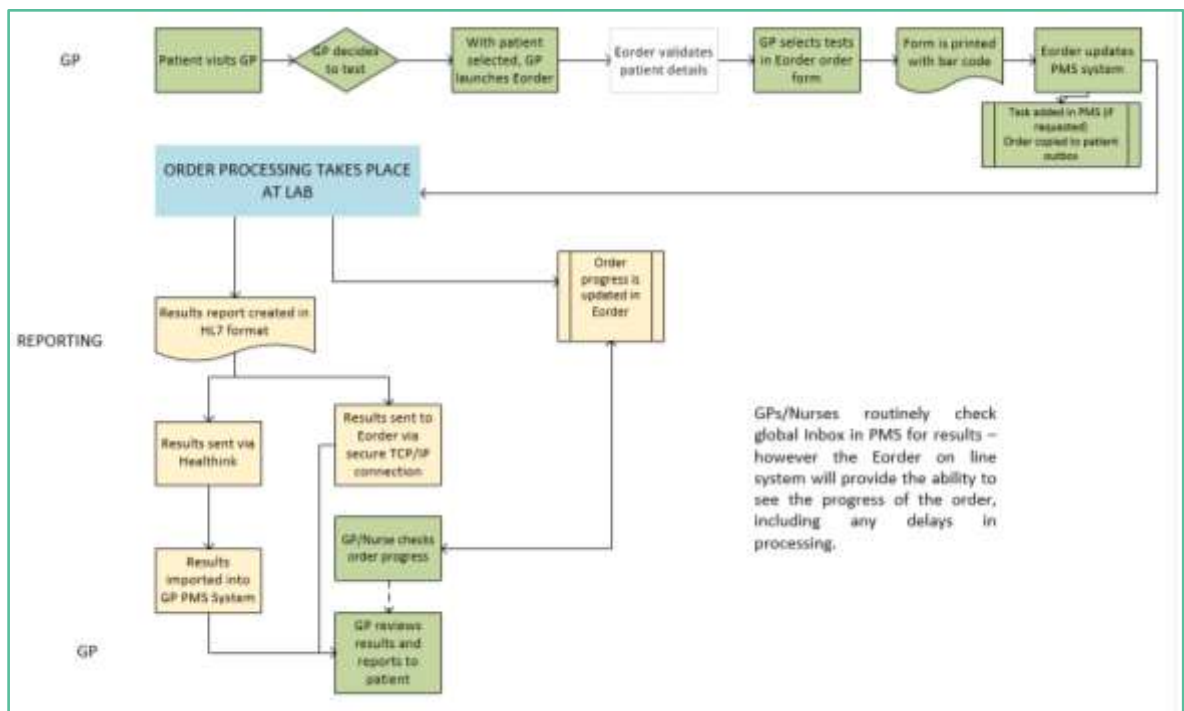 GP
Patient visits GP
GP decides
to test
With patient
selected, GP
launches Eorder
Eorder validates
patient details
GP selects tests
in Eorder order
form
Form is printed
with bar code
Eorder updates
PMS system
Task added in PMS (if
requested)
Order copied to patient
outbox
ORDER PROCESSING TAKES PLACE
AT LAB
Order
progress is
updated in
Eorder
Results report created in
HL7 format
REPORTING
Results sent via
Healthink
Results sent to
Eorder via
secure TCP/IP
connection
GPs/Nurses routinely check
global Inbox in PMS for results –
however the Eorder on line
system will provide the ability to
see the progress of the order,
including any delays in
processing.
GP/Nurse checks
order progress
Results
imported into
GP PMS System
GP reviews
results and
reports to
patient
GP